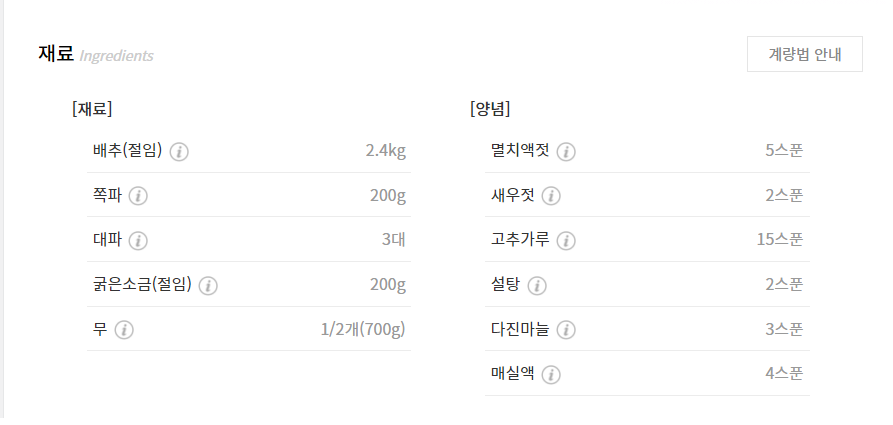 재료 Ingredients
계량법 안내
[재료]
배추(절임) 2.4kg
쪽파 200g
대파 3대
굵은소금(절임) 200g
무 1/2개(700g)
[양념]
멸치액젓 5스푼
새우젓 2스푼
고추가루 15스푼
설탕 2스푼
다진마늘 3스푼
매실액 4스푼